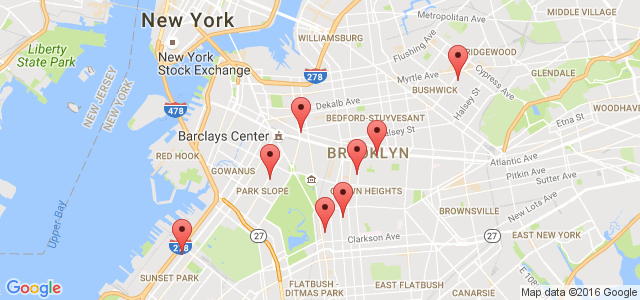 MIDDLE VILLAGE
Metropolitan Ave
New York
Flushing Ave
WILLIAMSBURG
Liberty
State Park
RIDGEWOOD
New York
Stock Exchange
278
Myrtle Ave
GLENDALE
Cypress Ave
NEW JERSEY
NEW YORK
BUSHWICK
Halsey St
Dekalb Ave
WOODHAV
478
BEDFORD-STUYVESANT
Etna St
Barclays Center
Halsey St
RED HOOK
BROOKLYN
Atlantic Ave
GOWANUS
Pitkin Ave
PARK SLOPE
CROWN HEIGHTS
Sutter Ave
Upper Bay
BROWNSVILLE
New Lots Ave
27
Clarkson Ave
27
EAST NEW YORK
278
SUNSET PARK
FLATBUSH -
DITMAS PARK
EAST FLATBUSH
E 108
CANARSIE
Google
Map data ©2016 Google